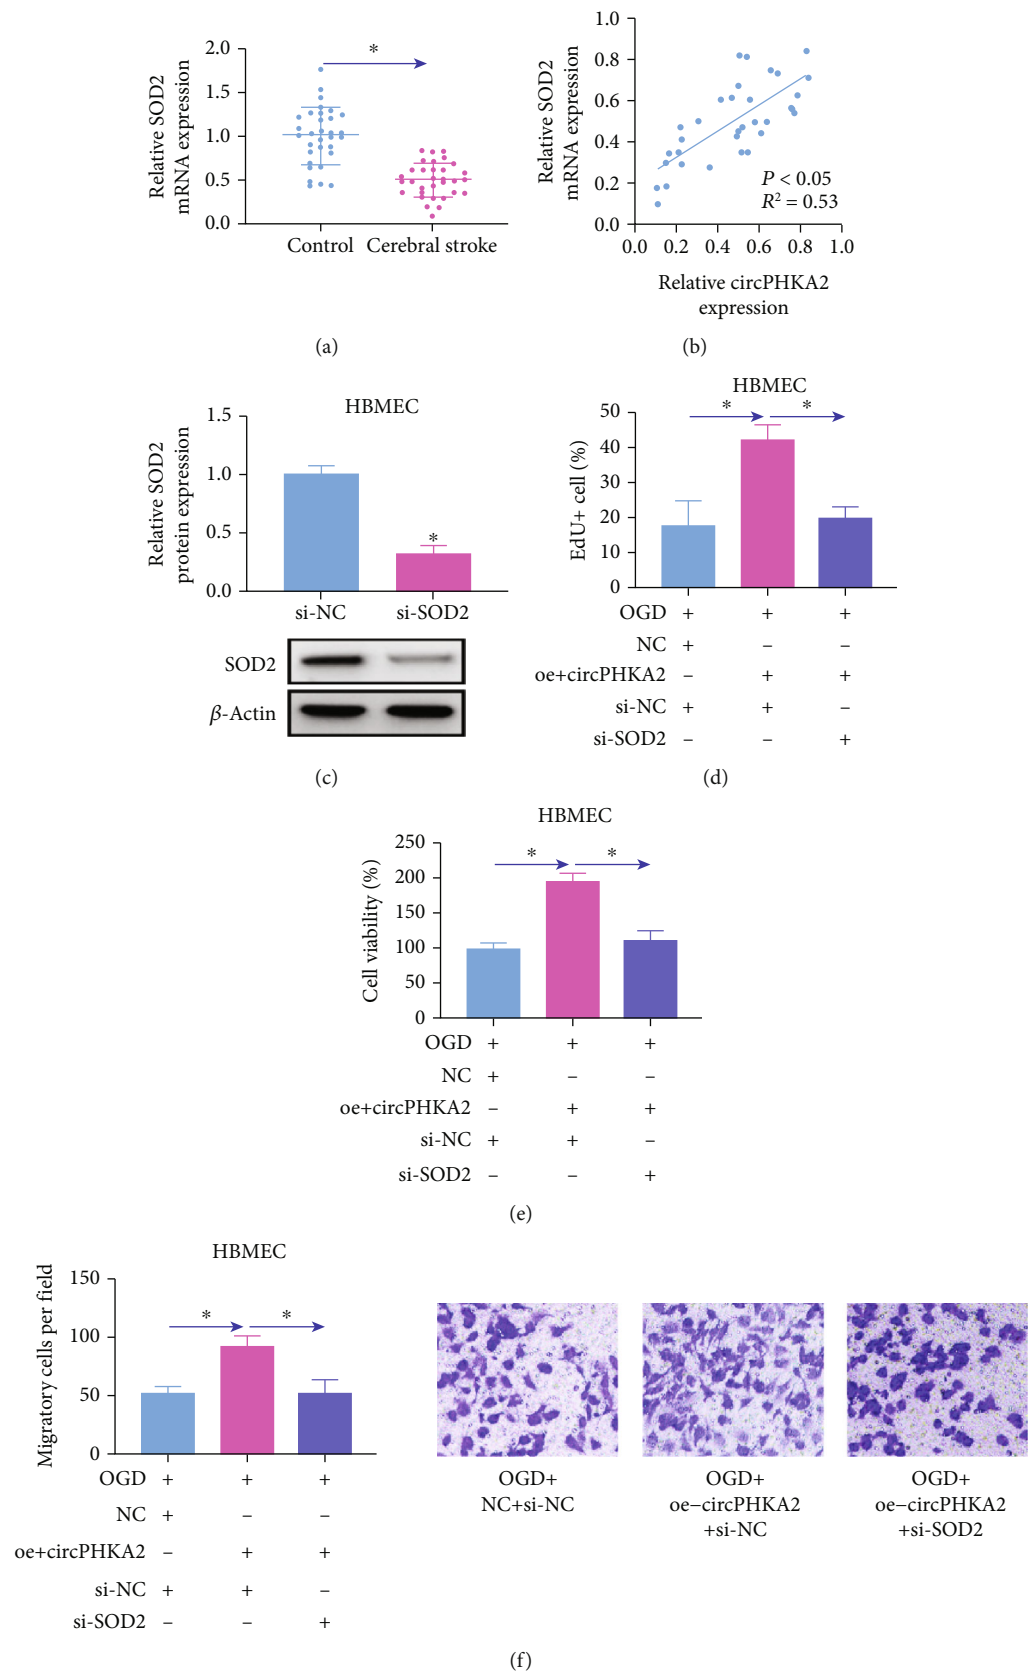 Relative SOD2
mRNA expression
2.0
1.5
1.0
0.5
0.0
*
Control
Cerebral stroke
(a)
Relative SOD2
mRNA expression
1.0
0.8
0.6
0.4
0.2
0.0
P < 0.05
R² = 0.53
0.0 0.2 0.4 0.6 0.8 1.0
Relative circPHKA2
expression
(b)
HBMEC
Relative SOD2
protein expression
1.5
1.0
0.5
0.0
*
si-NC
si-SOD2
SOD2
β-Actin
(c)
HBMEC
EdU+ cell (%)
50
40
30
20
10
0
* *
OGD + + +
NC + – –
oe+circPHKA2 – + +
si-NC + + –
si-SOD2 – – +
(d)
HBMEC
Cell viability (%)
250
200
150
100
50
0
* *
OGD + + +
NC + – –
oe+circPHKA2 – + +
si-NC + + –
si-SOD2 – – +
(e)
HBMEC
Migratory cells per field
150
100
50
0
* *
OGD + + +
NC + – –
oe+circPHKA2 – + +
si-NC + + –
si-SOD2 – – +
OGD+
NC+si-NC
OGD+
oe–circPHKA2
+si-NC
OGD+
oe–circPHKA2
+si-SOD2
(f)